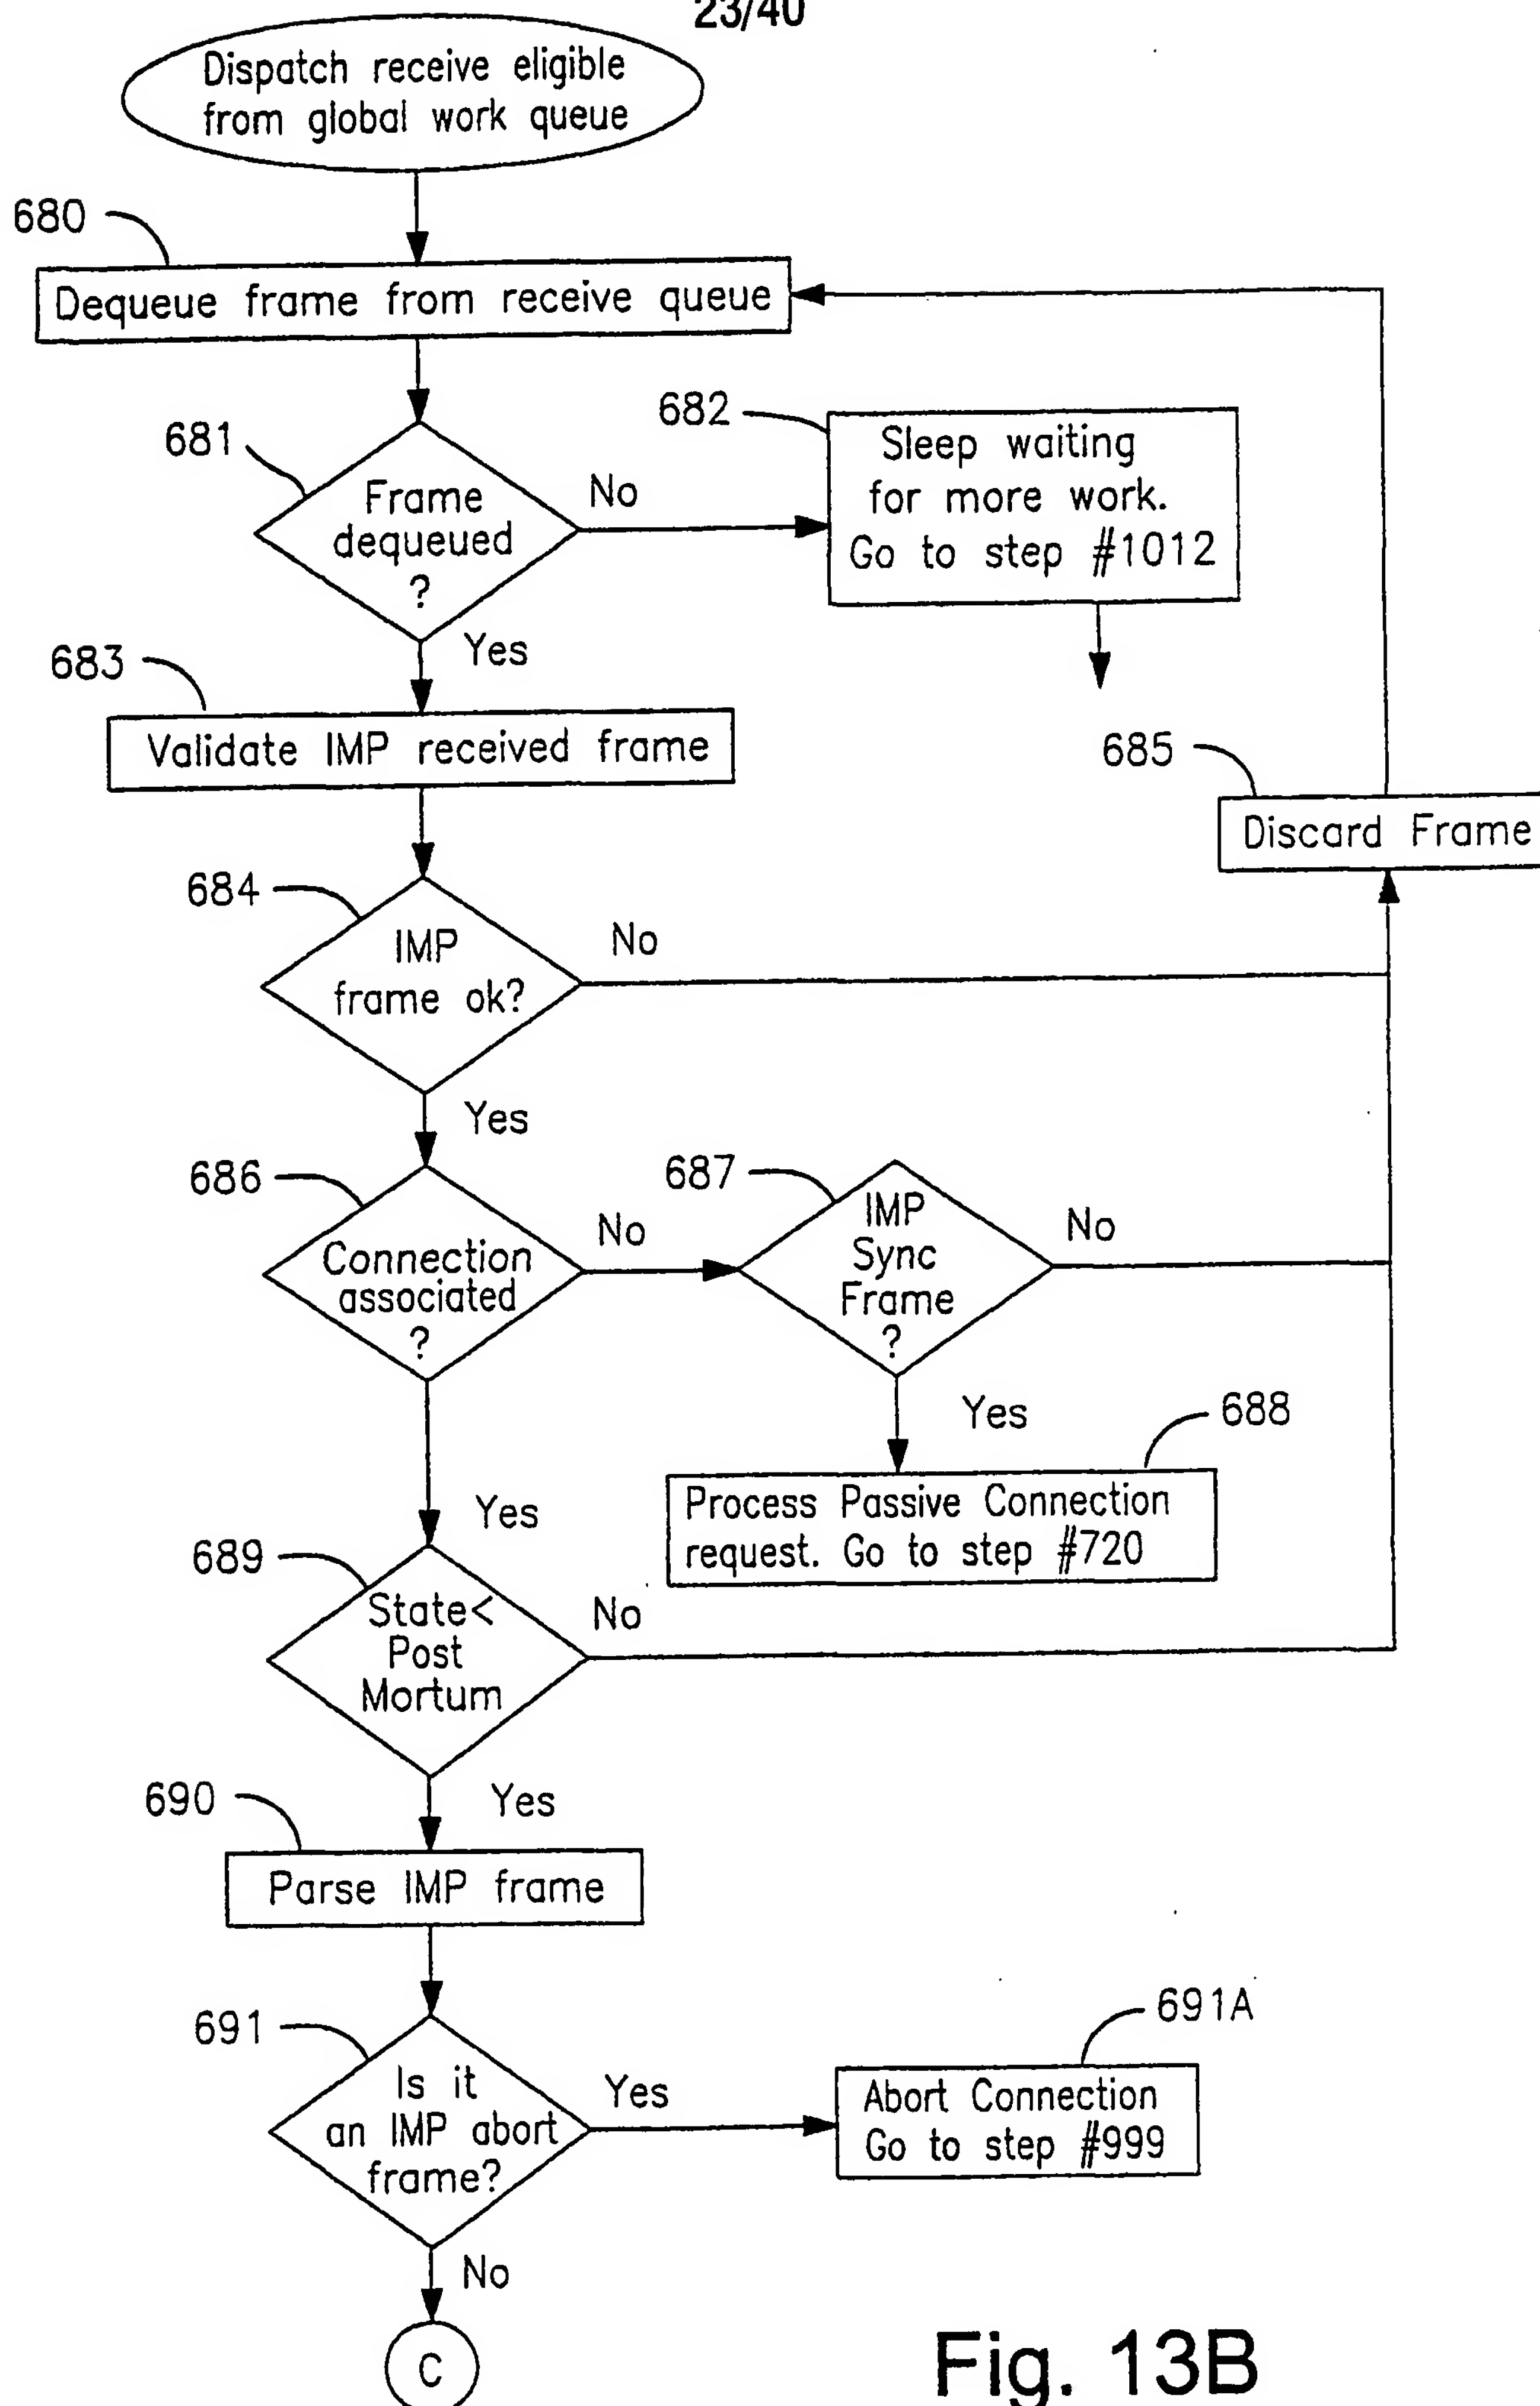 23/40
Dispatch receive eligible
from global work queue
680
Dequeue frame from receive queue
681
Frame
dequeued
?
No
682
Sleep waiting
for more work.
Go to step #1012
Yes
683
Validate IMP received frame
685
Discard Frame
684
IMP
frame ok?
No
Yes
686
Connection
associated
?
No
687
IMP
Sync
Frame
?
No
Yes
688
Process Passive Connection
request. Go to step #720
Yes
689
State<
Post
Mortum
No
Yes
690
Parse IMP frame
691
Is it
an IMP abort
frame?
Yes
691A
Abort Connection
Go to step #999
No
C
Fig. 13B